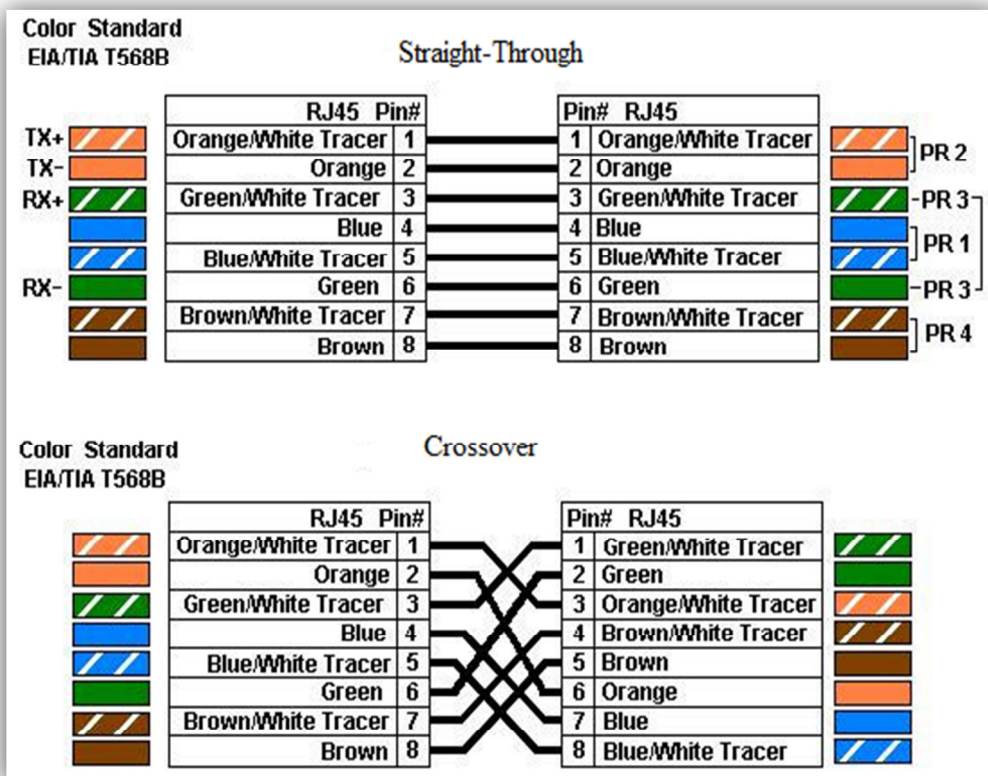 Color Standard
EIA/TIA T568B
Straight-Through
RJ45 Pin#
Pin# RJ45
TX+ Orange/White Tracer 1
1 Orange/White Tracer
PR 2
TX- Orange 2
2 Orange
RX+ Green/White Tracer 3
3 Green/White Tracer
PR 3
Blue 4
4 Blue
PR 1
Blue/White Tracer 5
5 Blue/White Tracer
RX- Green 6
6 Green
PR 3
Brown/White Tracer 7
7 Brown/White Tracer
PR 4
Brown 8
8 Brown
Color Standard
EIA/TIA T568B
Crossover
RJ45 Pin#
Pin# RJ45
Orange/White Tracer 1
1 Green/White Tracer
Orange 2
2 Green
Green/White Tracer 3
3 Orange/White Tracer
Blue 4
4 Brown/White Tracer
Blue/White Tracer 5
5 Brown
Green 6
6 Orange
Brown/White Tracer 7
7 Blue
Brown 8
8 Blue/White Tracer